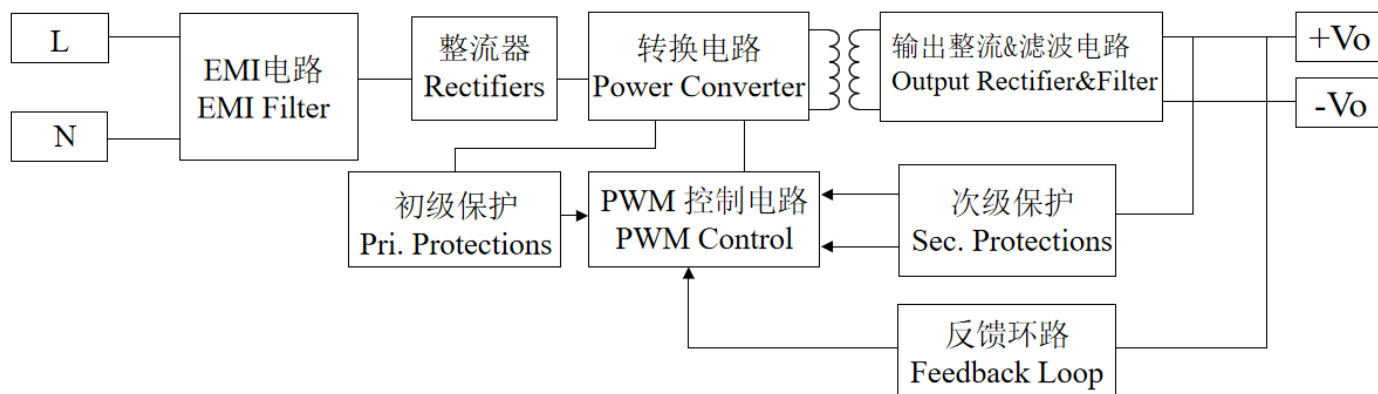 L
N
EMI电路
EMI Filter
整流器
Rectifiers
转换电路
Power Converter
输出整流&滤波电路
Output Rectifier&Filter
+Vo
-Vo
初级保护
Pri. Protections
PWM 控制电路
PWM Control
次级保护
Sec. Protections
反馈环路
Feedback Loop